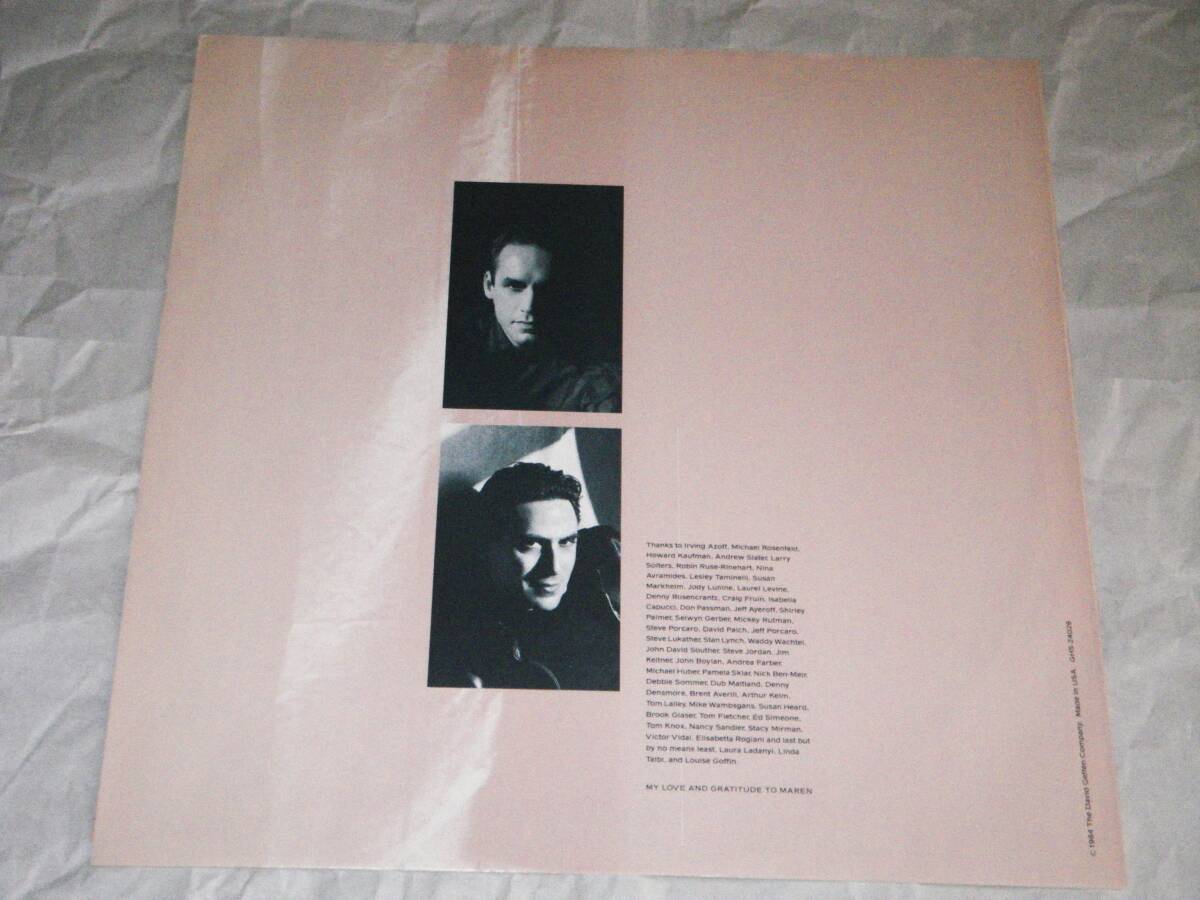 Thanks to Irving Azoff, Michael Rosenfeld,
Howard Kaufman, Andrew Slater, Larry
Solters, Robin Ruse-Rinehart, Nina
Avramides, Lesley Taminelli, Susan
Markheim, Jody Lunine, Laurel Levine,
Denny Rosencrantz, Craig Fruin, Isabella
Capucci, Don Passman, Jeff Ayeroff, Shirley
Palmer, Selwyn Gerber, Mickey Rutman,
Steve Porcaro, David Paich, Jeff Porcaro,
Steve Lukather, Stan Lynch, Waddy Wachtel,
John David Souther, Steve Jordan, Jim
Keltner, John Boylan, Andrea Farber,
Michael Huber, Pamela Sklar, Nick Ben-Meir,
Debbie Sommer, Dub Maitland, Denny
Densmore, Brent Averill, Arthur Kelm,
Tom Lalley, Mike Wambsgans, Susan Heard,
Brook Glaser, Tom Fletcher, Ed Simeone,
Tom Knox, Nancy Sandler, Stacy Mirman,
Victor Vidal, Elisabetta Rogiani and last but
by no means least, Laura Ladanyi, Linda
Talbi, and Louise Goffin.
MY LOVE AND GRATITUDE TO MAREN
© 1984 The David Geffen Company. Made in USA GHS 24026